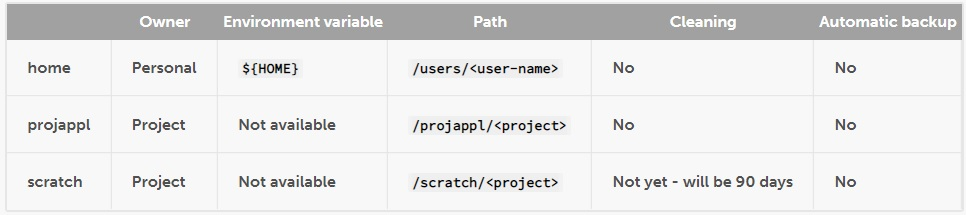 Owner Environment variable Path Cleaning Automatic backup
home Personal ${HOME} /users/<user-name> No No
projappl Project Not available /projappl/<project> No No
scratch Project Not available /scratch/<project> Not yet - will be 90 days No